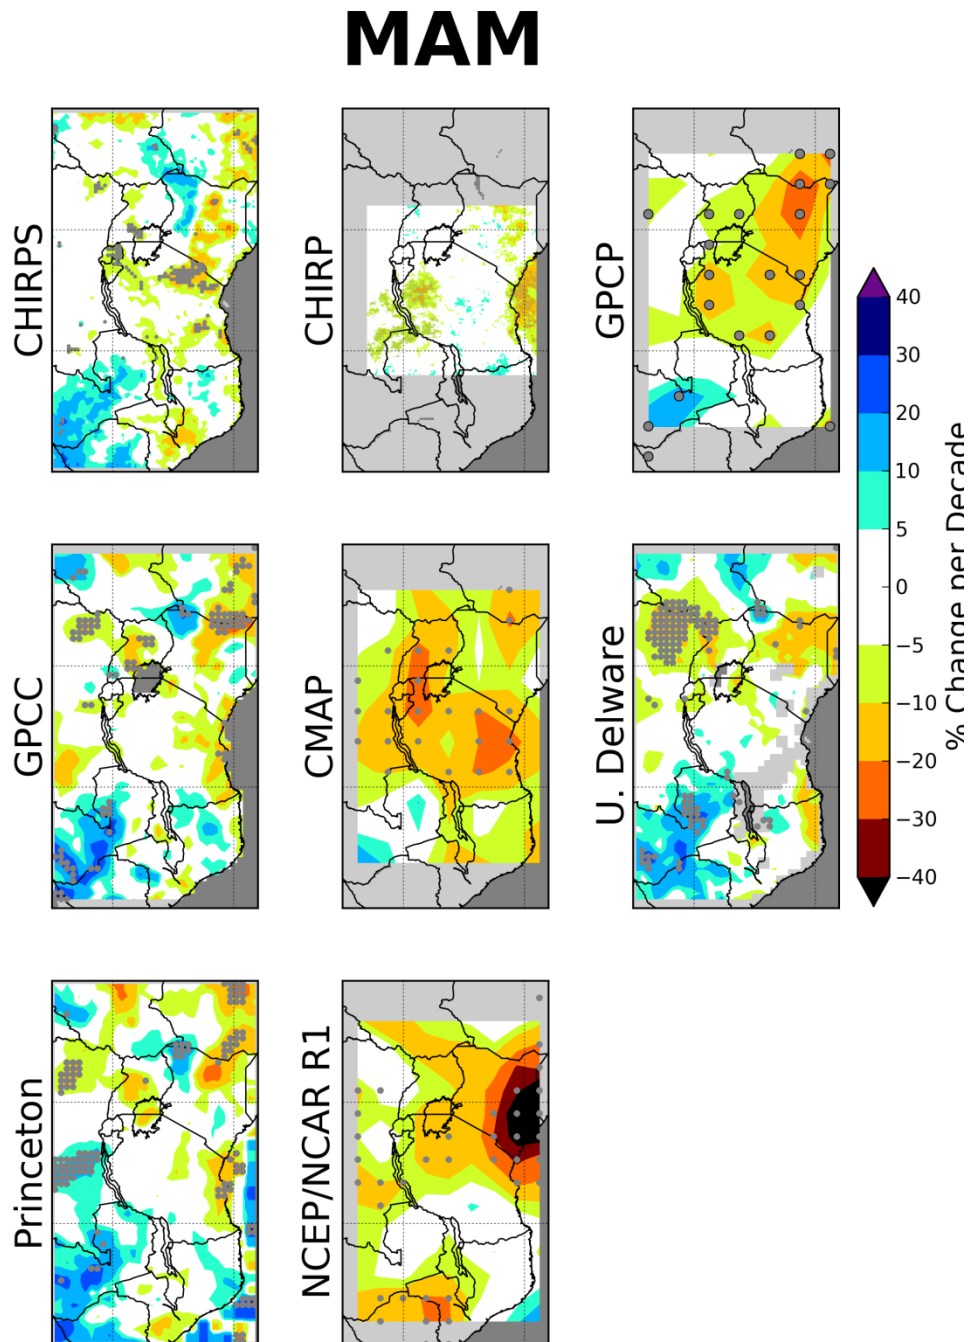 MAM
CHIRPS
CHIRP
GPCP
GPCC
CMAP
U. Delware
Princeton
NCEP/NCAR R1
40
30
20
10
5
0
−5
−10
−20
−30
−40
% Change per Decade